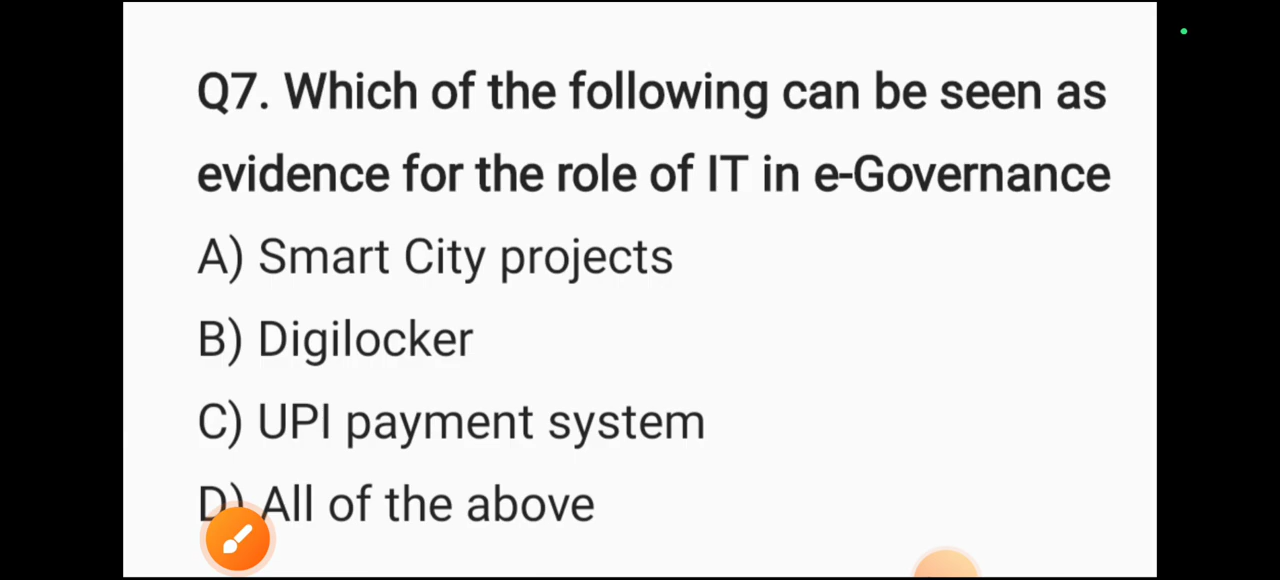 Q7. Which of the following can be seen as
evidence for the role of IT in e-Governance
A) Smart City projects
B) Digilocker
C) UPI payment system
D) All of the above